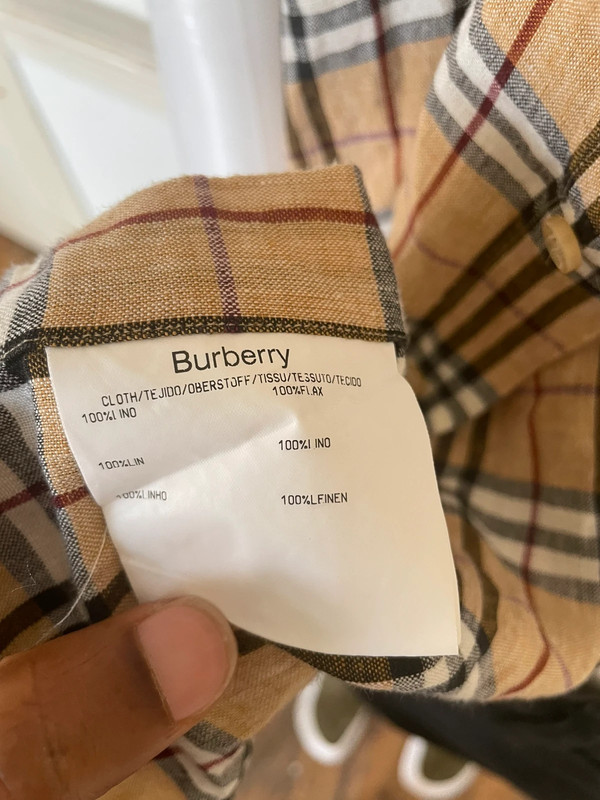 Burberry
CLOTH/TEJIDO/OBERSTOFF/TISSU/TESSUTO/TECIDO
100%FLAX
100%LINO
100%LINO
100%LIN
100%LINHO
100%LFINEN